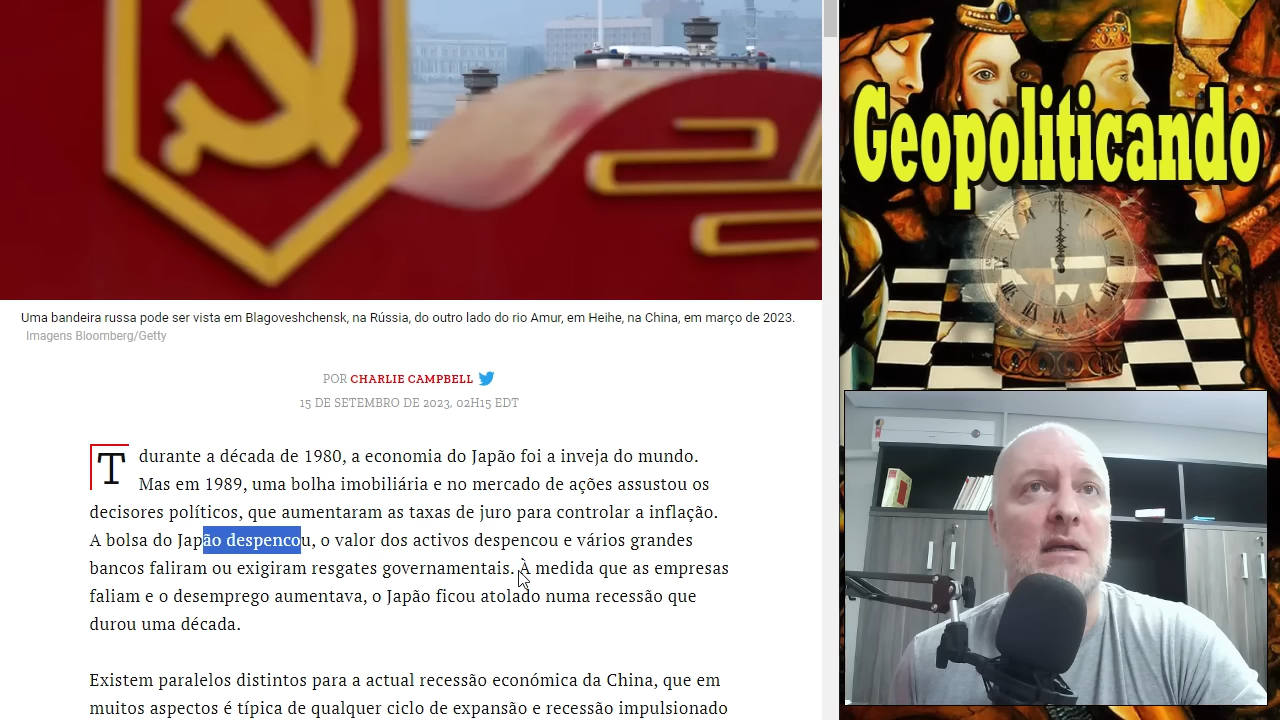 Uma bandeira russa pode ser vista em Blagoveshchensk, na Rússia, do outro lado do rio Amur, em Heihe, na China, em março de 2023.
Imagens Bloomberg/Getty
POR CHARLIE CAMPBELL
15 DE SETEMBRO DE 2023, 02H15 EDT
T durante a década de 1980, a economia do Japão foi a inveja do mundo.
Mas em 1989, uma bolha imobiliária e no mercado de ações assustou os
decisores políticos, que aumentaram as taxas de juro para controlar a inflação.
A bolsa do Japão despencou, o valor dos activos despencou e vários grandes
bancos faliram ou exigiram resgates governamentais. À medida que as empresas
faliam e o desemprego aumentava, o Japão ficou atolado numa recessão que
durou uma década.
Existem paralelos distintos para a actual recessão económica da China, que em
muitos aspectos é típica de qualquer ciclo de expansão e recessão impulsionado
Geopoliticando